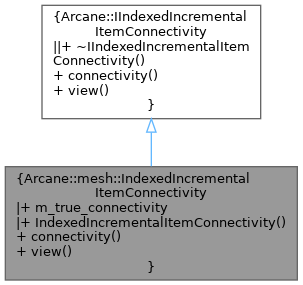 {Arcane::IIndexedIncremental
ItemConnectivity
||+ ~IIndexedIncrementalItem
Connectivity()
+ connectivity()
+ view()
}
{Arcane::mesh::IndexedIncremental
ItemConnectivity
|+ m_true_connectivity
|+ IndexedIncrementalItemConnectivity()
+ connectivity()
+ view()
}